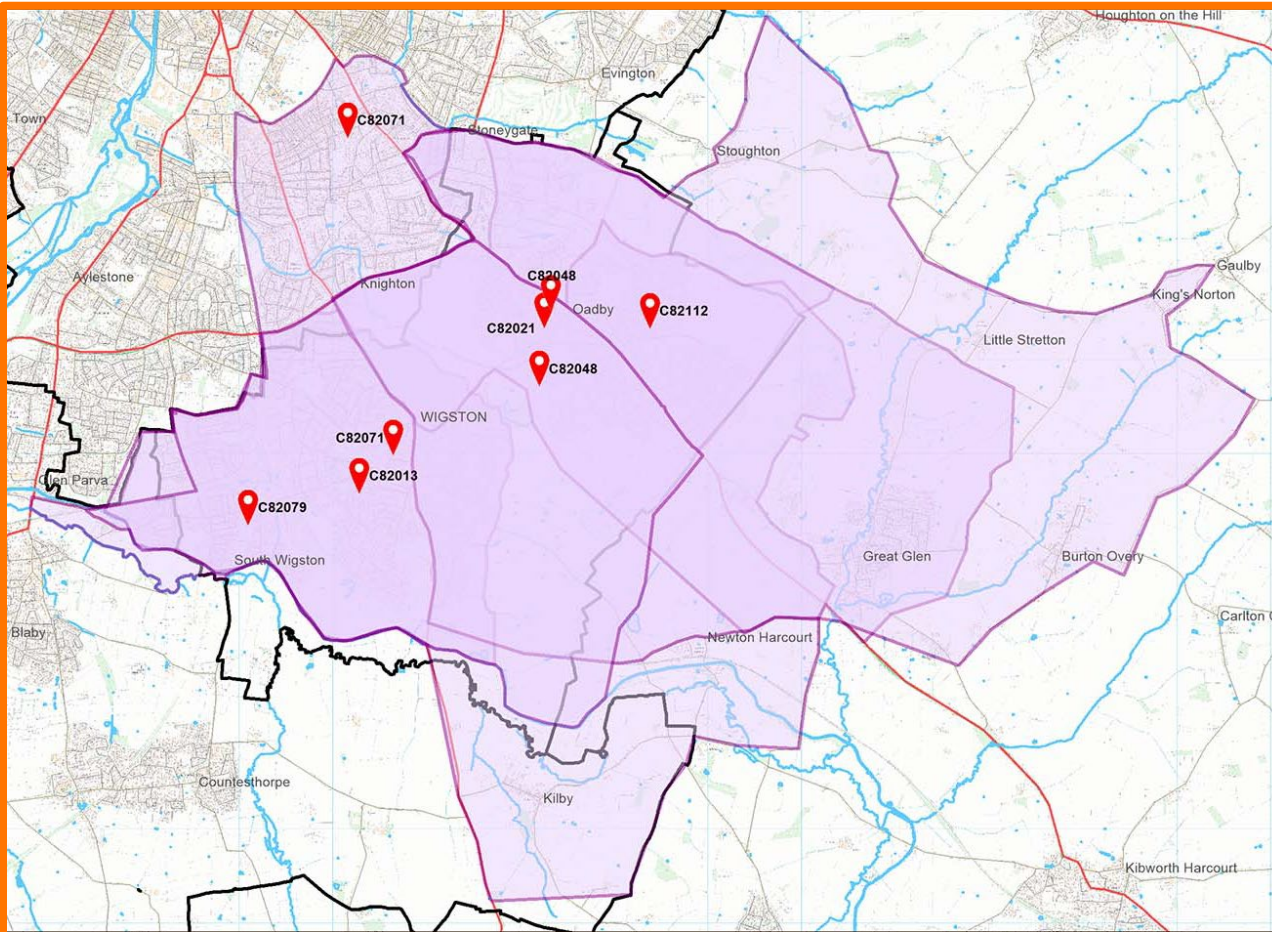 Houghton on the Hill
Evington
Town
C82071
Stoneygate
Stoughton
Gaulby
Aylestone
Knighton
C82048
King's Norton
Oadby
C82112
C82021
Little Stretton
C82048
WIGSTON
C82071
C82013
Glen Parva
C82079
South Wigston
Great Glen
Burton Overy
Blaby
Newton Harcourt
Carlton
Countesthorpe
Kilby
Kibworth Harcourt